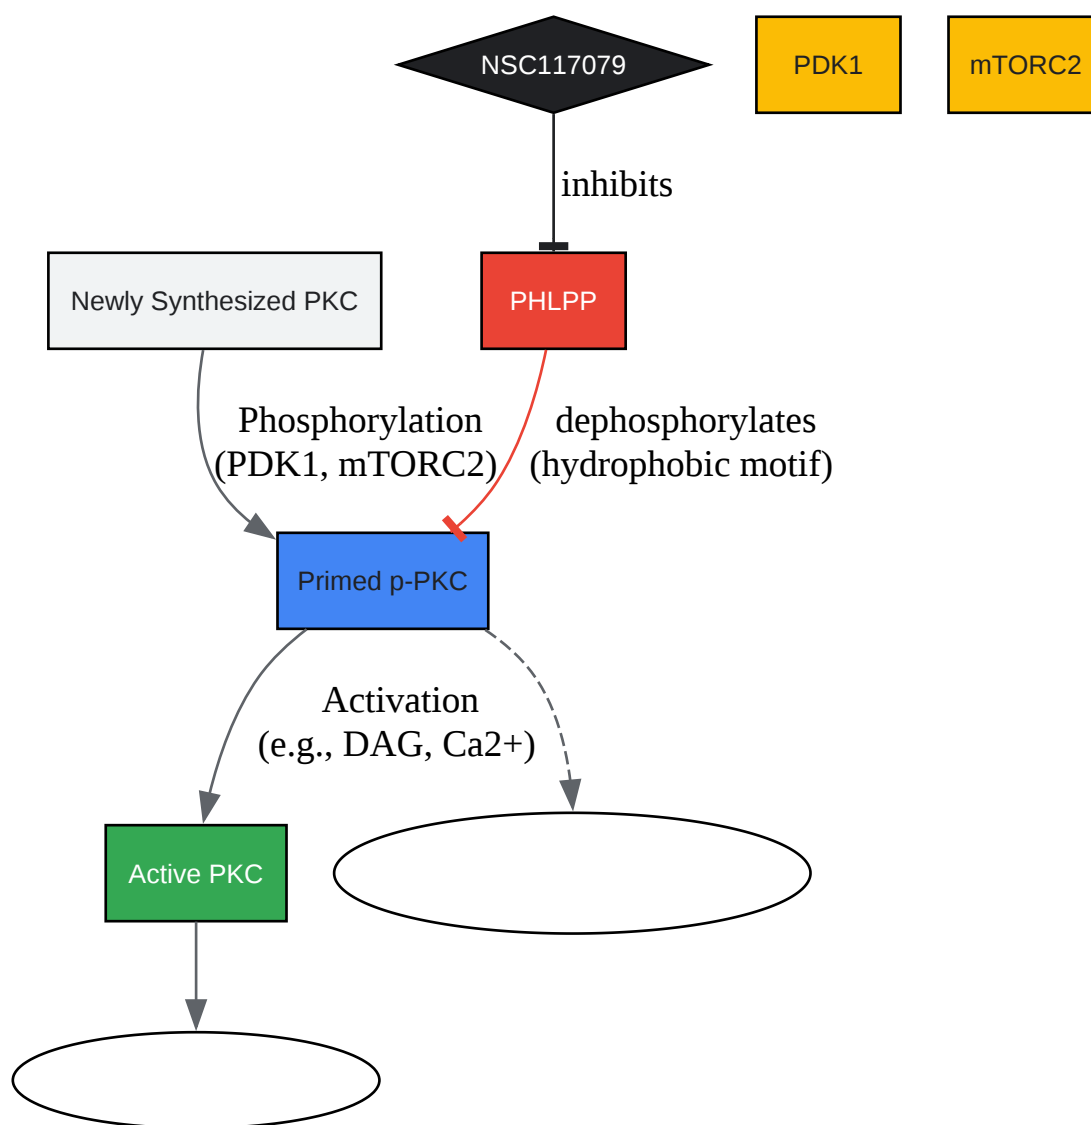 NSC117079
PDK1
mTORC2
inhibits
Newly Synthesized PKC
PHLPP
Phosphorylation
(PDK1, mTORC2)
dephosphorylates
(hydrophobic motif)
Primed p-PKC
Activation
(e.g., DAG, Ca2+)
Active PKC